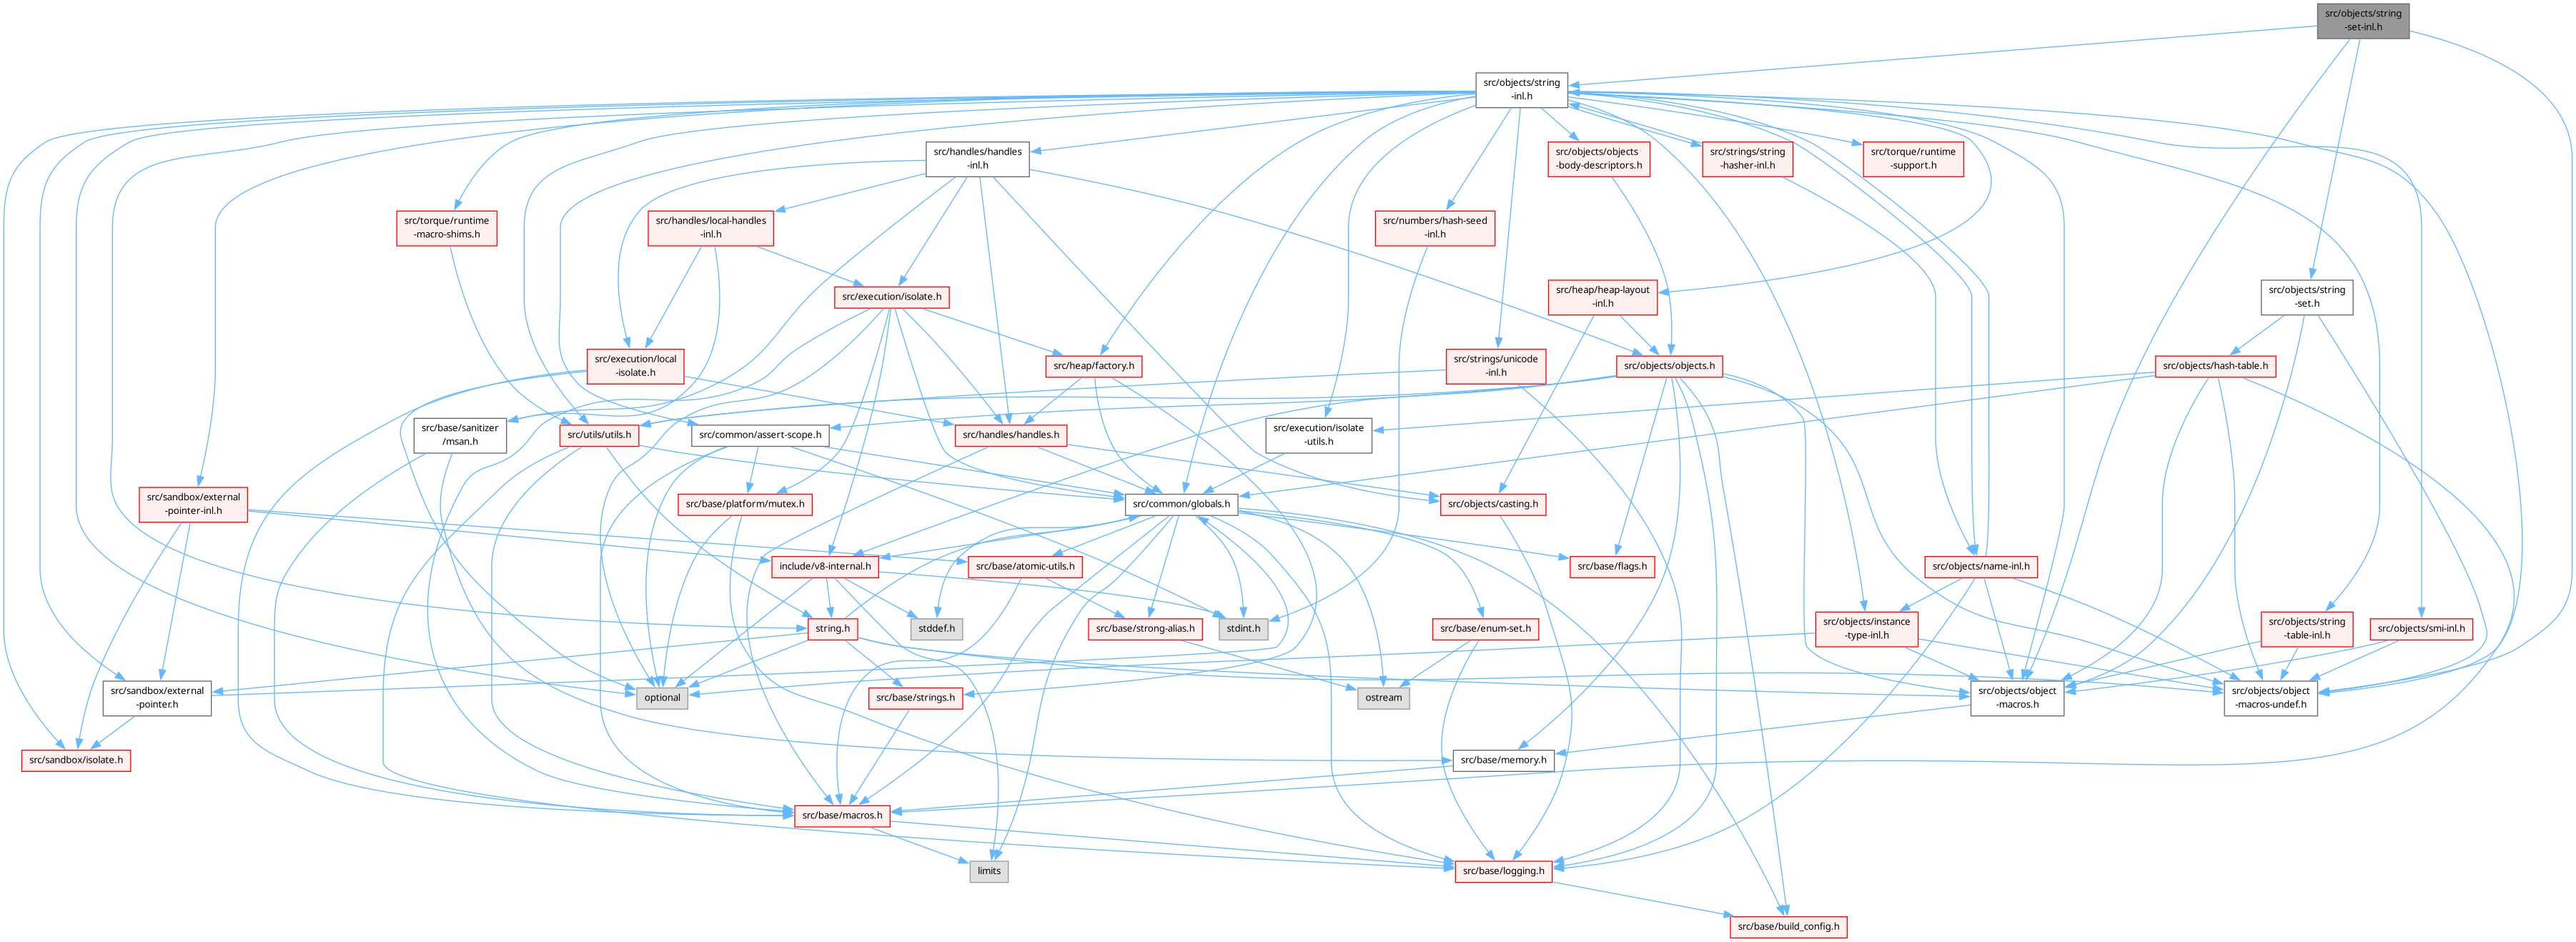 src/objects/string
-set-inl.h
src/objects/string
-inl.h
src/handles/handles
-inl.h
src/objects/objects
-body-descriptors.h
src/strings/string
-hasher-inl.h
src/torque/runtime
-support.h
src/torque/runtime
-macro-shims.h
src/handles/local-handles
-inl.h
src/numbers/hash-seed
-inl.h
src/execution/isolate.h
src/heap/heap-layout
-inl.h
src/objects/string
-set.h
src/execution/local
-isolate.h
src/heap/factory.h
src/strings/unicode
-inl.h
src/objects/objects.h
src/objects/hash-table.h
src/base/sanitizer
/msan.h
src/utils/utils.h
src/common/assert-scope.h
src/handles/handles.h
src/execution/isolate
-utils.h
src/sandbox/external
-pointer-inl.h
src/base/platform/mutex.h
src/common/globals.h
src/objects/casting.h
include/v8-internal.h
src/base/atomic-utils.h
src/base/flags.h
src/objects/name-inl.h
string.h
stddef.h
src/base/strong-alias.h
stdint.h
src/base/enum-set.h
src/objects/instance
-type-inl.h
src/objects/string
-table-inl.h
src/objects/smi-inl.h
src/sandbox/external
-pointer.h
optional
src/base/strings.h
ostream
src/objects/object
-macros.h
src/objects/object
-macros-undef.h
src/sandbox/isolate.h
src/base/memory.h
src/base/macros.h
limits
src/base/logging.h
src/base/build_config.h